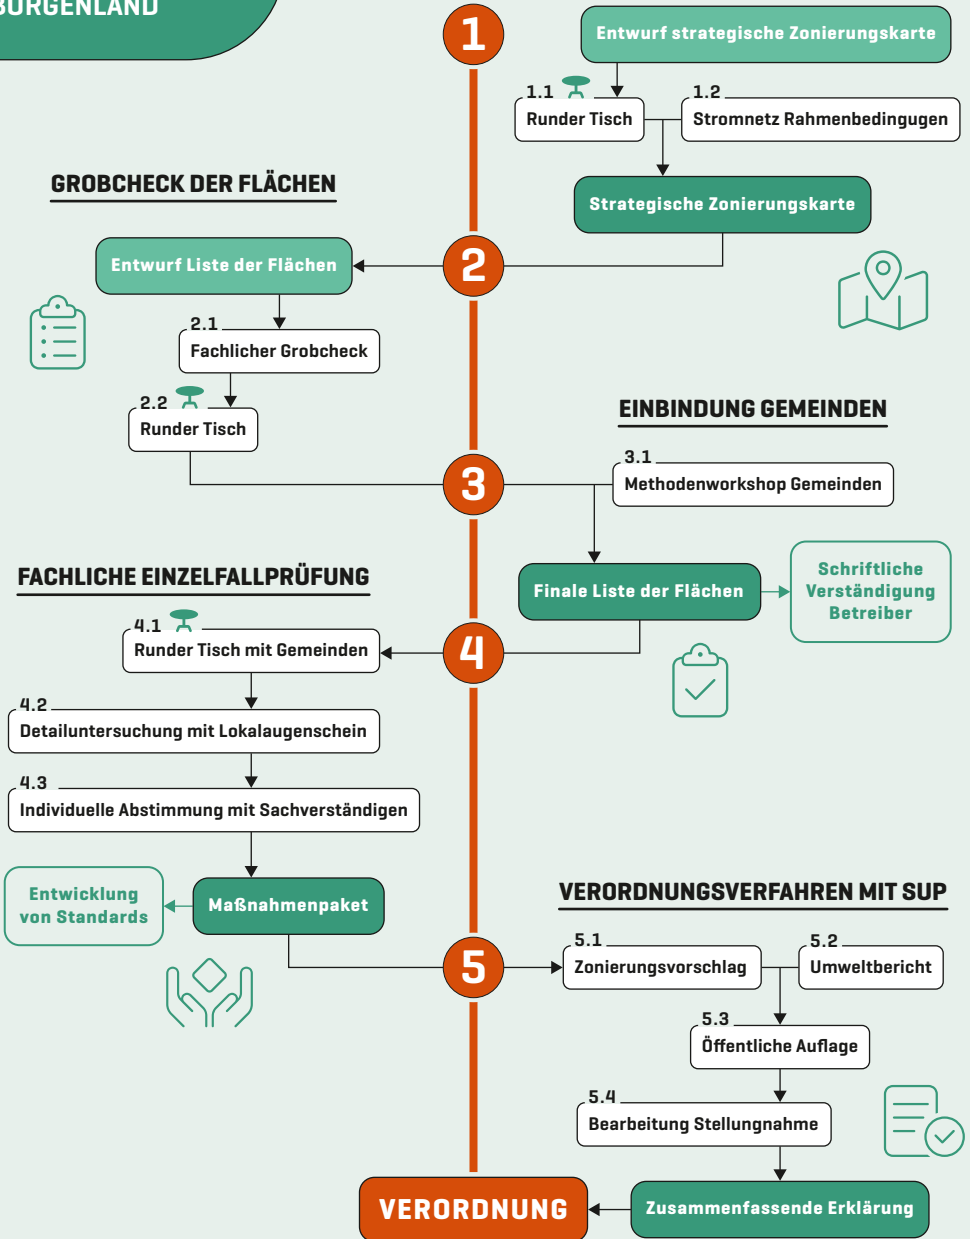 BURGENLAND
1
Entwurf strategische Zonierungskarte
1.1
Runder Tisch
1.2
Stromnetz Rahmenbedingugen
Strategische Zonierungskarte
GROBCHECK DER FLÄCHEN
2
Entwurf Liste der Flächen
2.1
Fachlicher Grobcheck
2.2
Runder Tisch
EINBINDUNG GEMEINDEN
3
3.1
Methodenworkshop Gemeinden
Finale Liste der Flächen
Schriftliche
Verständigung
Betreiber
FACHLICHE EINZELFALLPRÜFUNG
4
4.1
Runder Tisch mit Gemeinden
4.2
Detailuntersuchung mit Lokalaugenschein
4.3
Individuelle Abstimmung mit Sachverständigen
Maßnahmenpaket
Entwicklung
von Standards
VERORDNUNGSVERFAHREN MIT SUP
5
5.1
Zonierungsvorschlag
5.2
Umweltbericht
5.3
Öffentliche Auflage
5.4
Bearbeitung Stellungnahme
Zusammenfassende Erklärung
VERORDNUNG